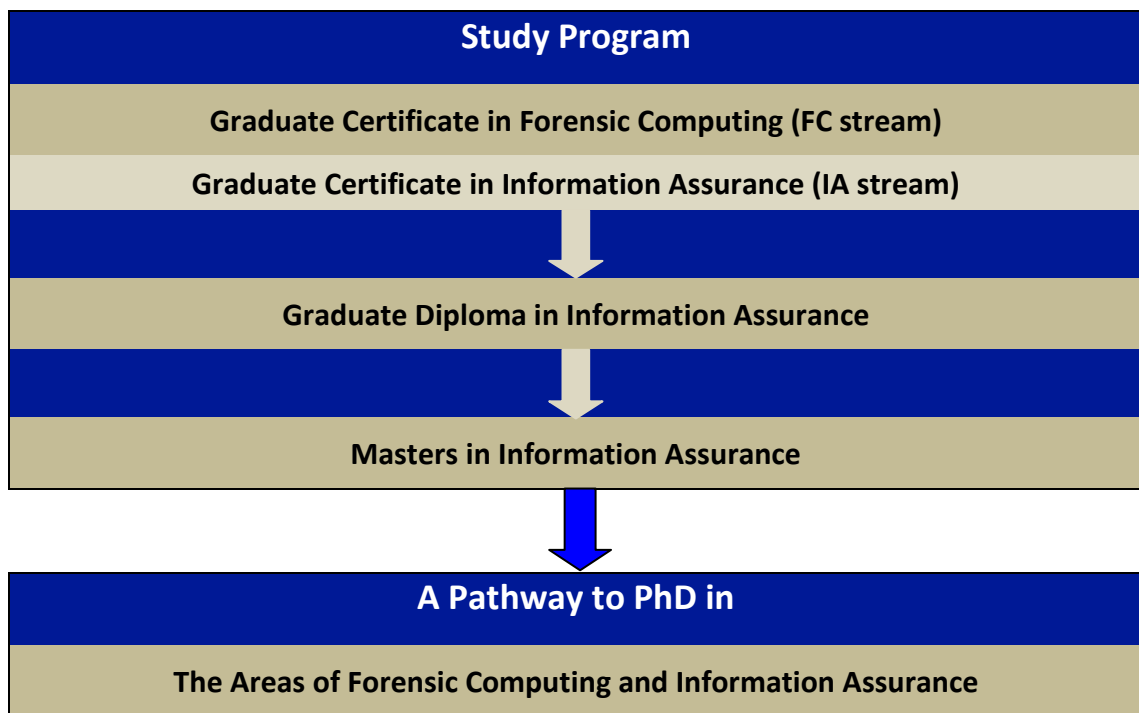 Study Program
Graduate Certificate in Forensic Computing (FC stream)
Graduate Certificate in Information Assurance (IA stream)
Graduate Diploma in Information Assurance
Masters in Information Assurance
A Pathway to PhD in
The Areas of Forensic Computing and Information Assurance